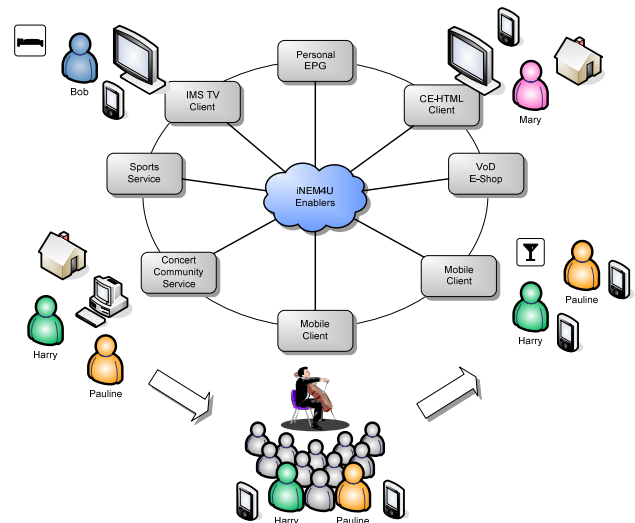 Personal
EPG
IMS TV
Client
CE-HTML
Client
Bob
Mary
Sports
Service
iNEM4U
Enablers
VoD
E-Shop
Concert
Community
Service
Mobile
Client
Mobile
Client
Pauline
Harry
Harry
Pauline
Harry
Pauline